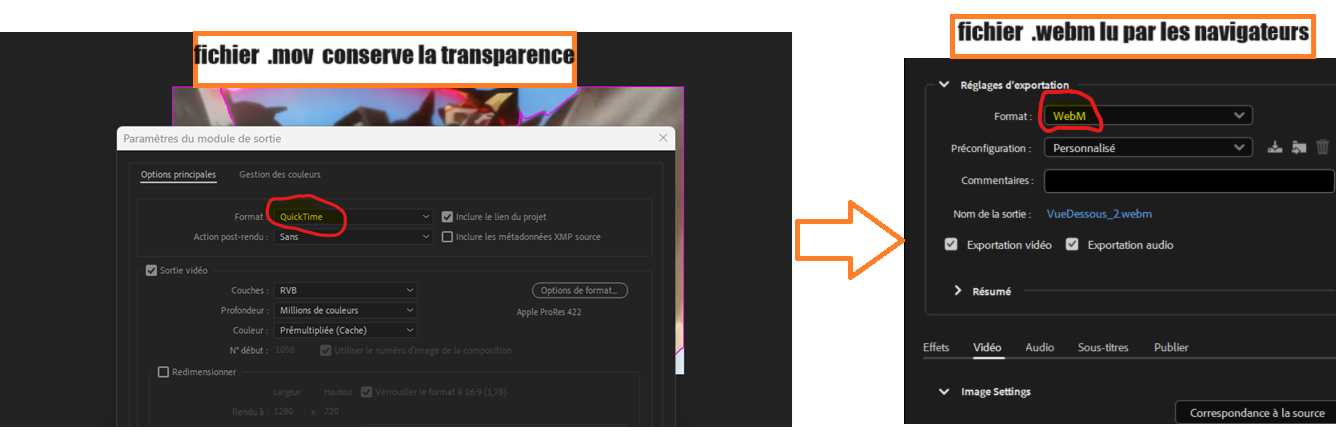 fichier .mov conserve la transparence
Paramètres du module de sortie
Options principales Gestion des couleurs
Format : QuickTime Inclure le lien du projet
Action post-rendu : Sans Inclure les métadonnées XMP source
Sortie vidéo
Couches : RVB Options de format...
Profondeur : Millions de couleurs Apple ProRes 422
Couleur : Prémultipliée (Cache)
N° début : 1056 Utiliser le numéro d'image de la composition
Redimensionner
Largeur Hauteur Verrouiller le format à 16:9 (1,78)
Rendu à : 1280 x 720
fichier .webm lu par les navigateurs
Réglages d'exportation
Format : WebM
Préconfiguration : Personnalisé
Commentaires :
Nom de la sortie : VueDessous_2.webm
Exportation vidéo Exportation audio
Résumé
Effets Vidéo Audio Sous-titres Publier
Image Settings
Correspondance à la source